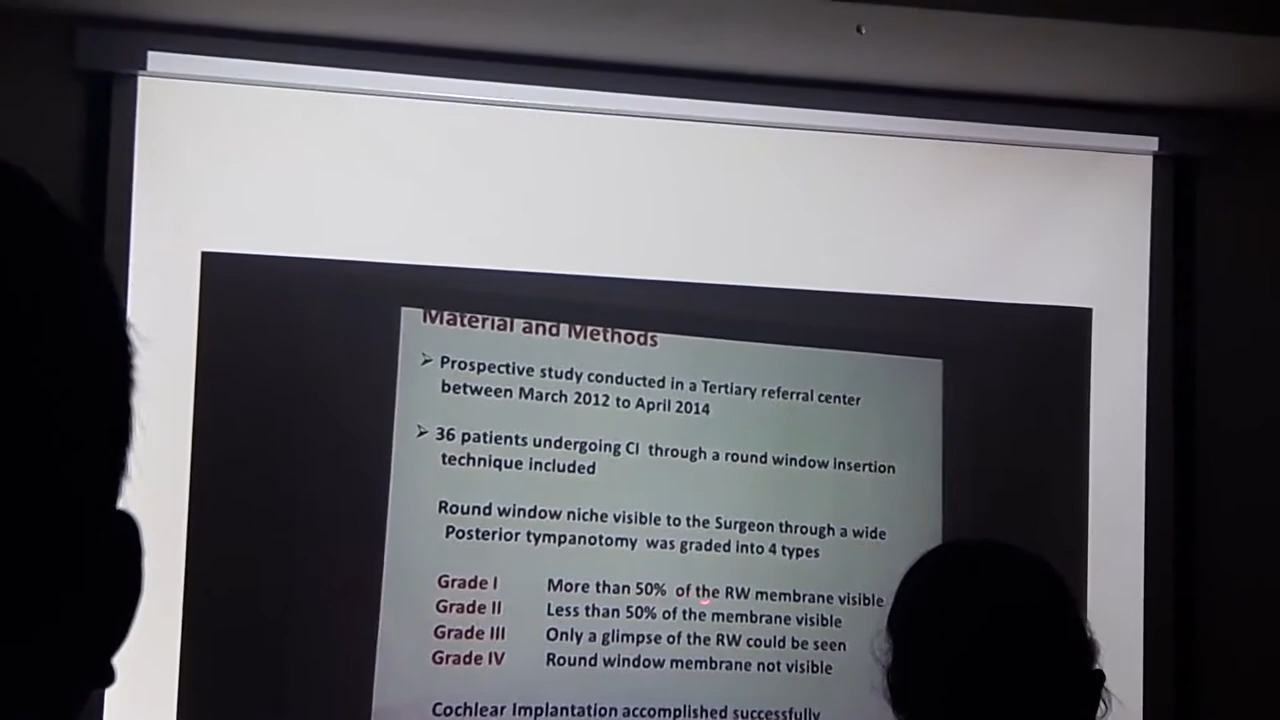 Material and Methods
➢ Prospective study conducted in a Tertiary referral center
between March 2012 to April 2014
➢ 36 patients undergoing CI through a round window insertion
technique included
Round window niche visible to the Surgeon through a wide
Posterior tympanotomy was graded into 4 types
Grade I More than 50% of the RW membrane visible
Grade II Less than 50% of the membrane visible
Grade III Only a glimpse of the RW could be seen
Grade IV Round window membrane not visible
Cochlear Implantation accomplished successfully